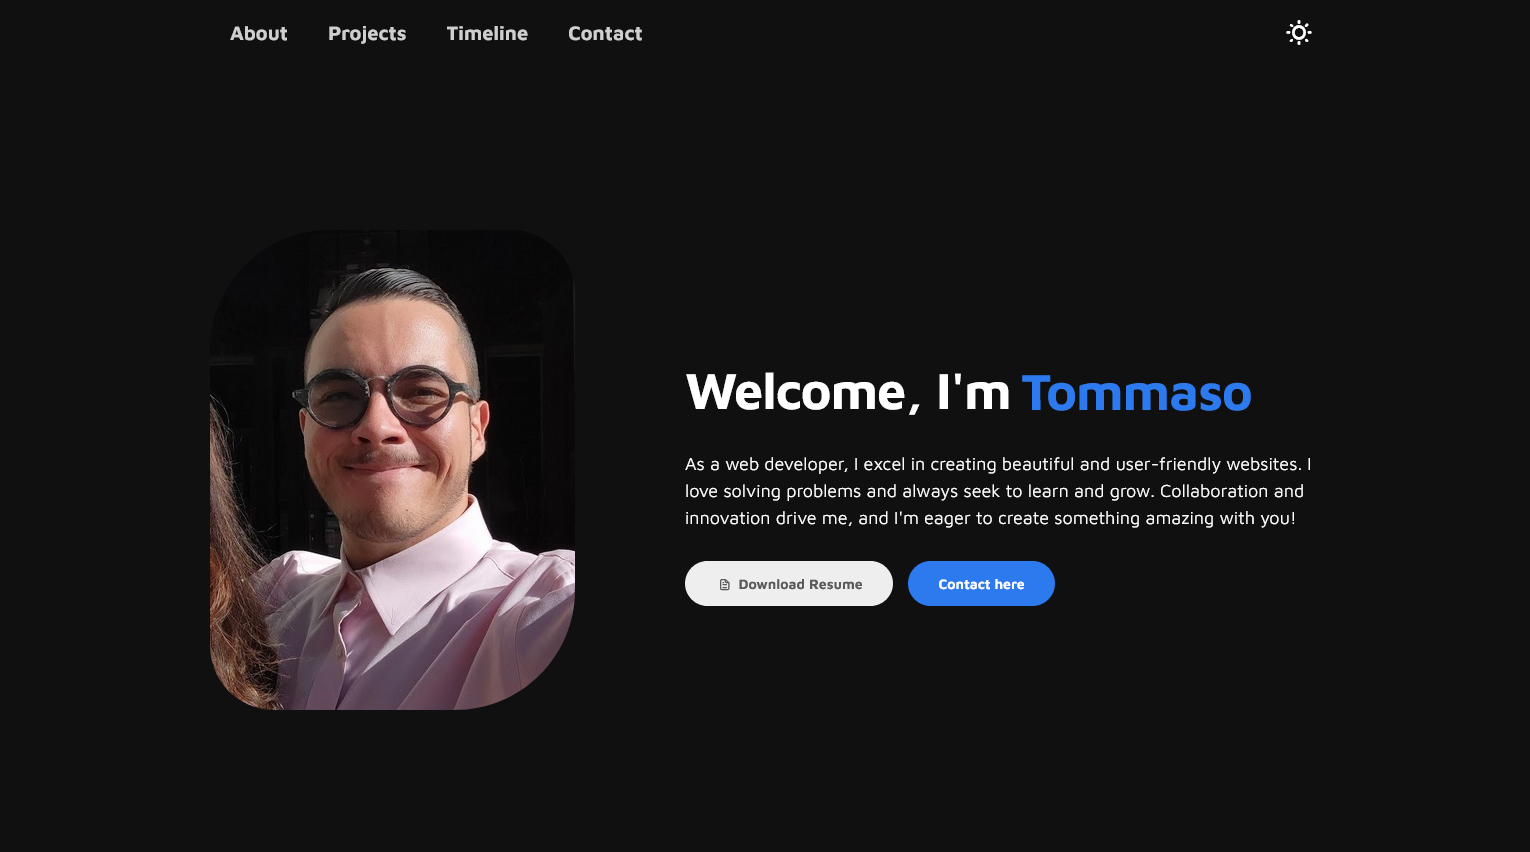 About Projects Timeline Contact
Welcome, I'm Tommaso
As a web developer, I excel in creating beautiful and user-friendly websites. I
love solving problems and always seek to learn and grow. Collaboration and
innovation drive me, and I'm eager to create something amazing with you!
Download Resume Contact here